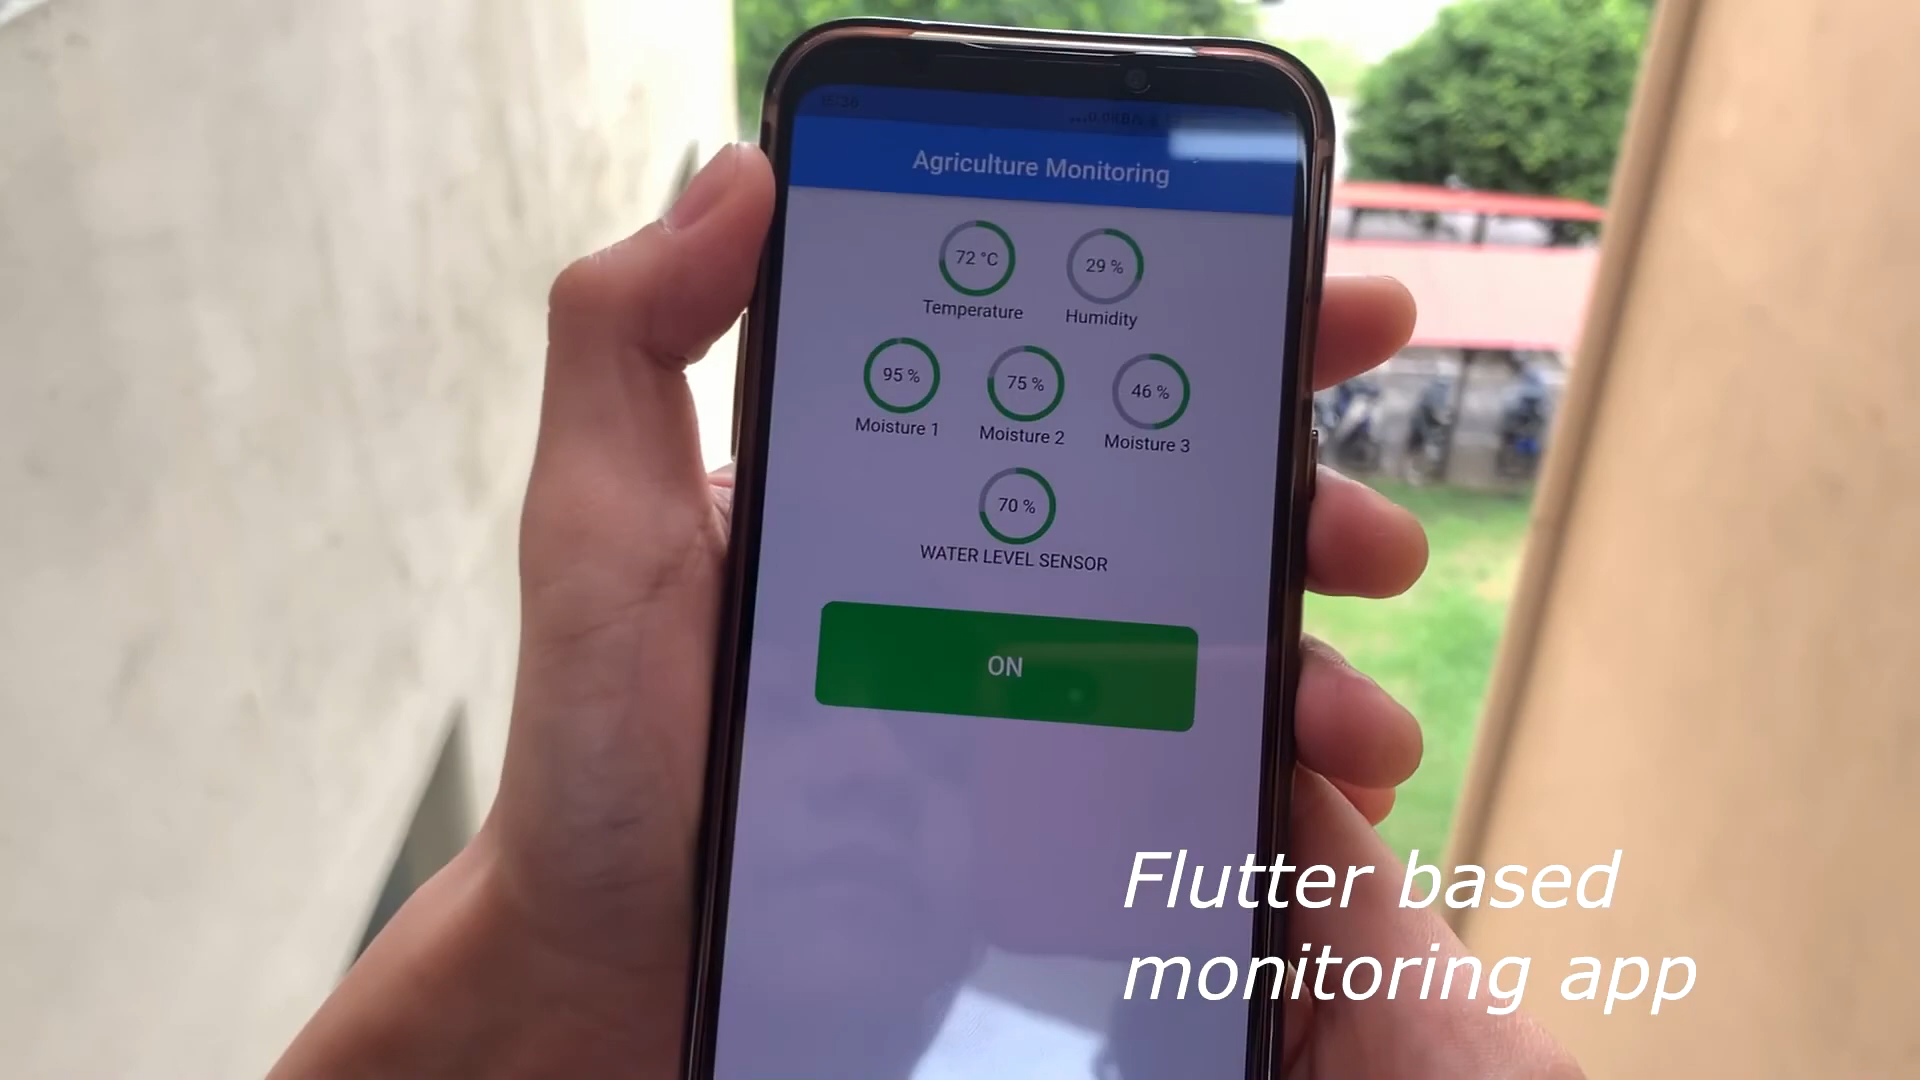 Agriculture Monitoring
72 °C
29 %
Temperature
Humidity
95 %
75 %
46 %
Moisture 1
Moisture 2
Moisture 3
70 %
WATER LEVEL SENSOR
ON
Flutter based
monitoring app